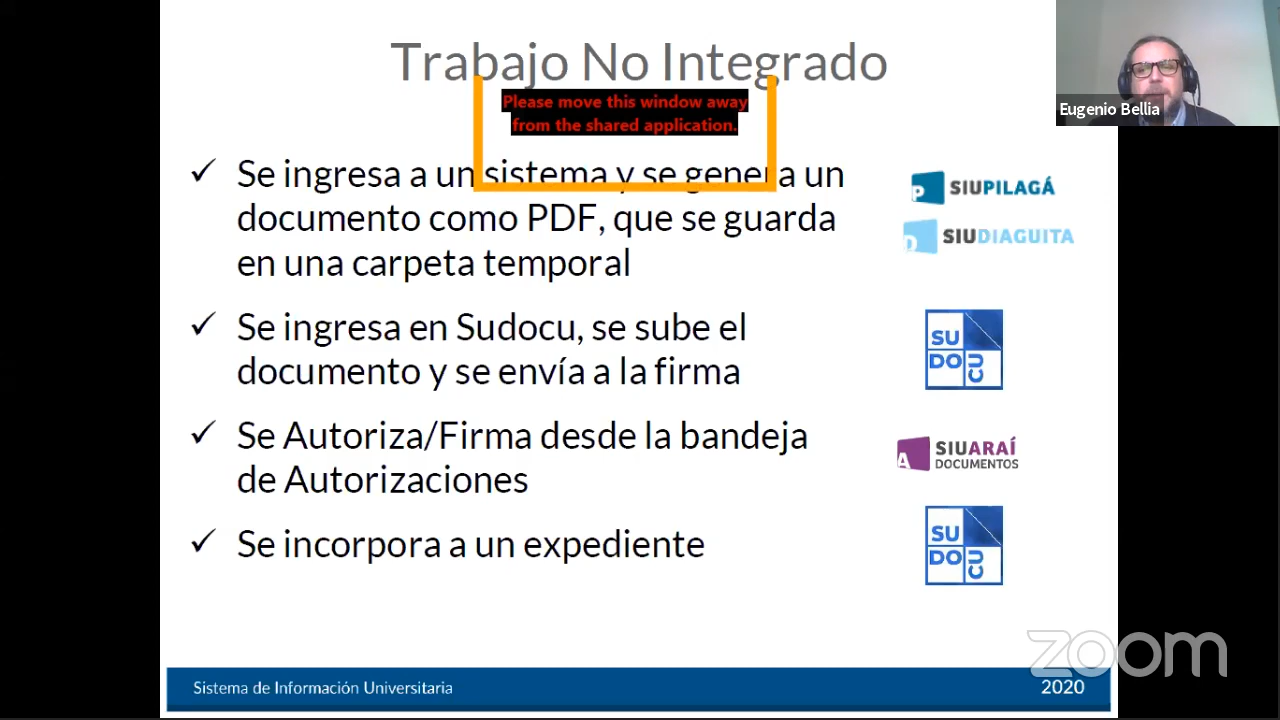 Trabajo No Integrado
Please move this window away
from the shared application.
Eugenio Bellia
Se ingresa a un sistema y se genera un
documento como PDF, que se guarda
en una carpeta temporal
P SIUPILAGÁ
D SIUDIAGUITA
Se ingresa en Sudocu, se sube el
documento y se envía a la firma
SU
DO CU
Se Autoriza/Firma desde la bandeja
de Autorizaciones
A SIUARAÍ
DOCUMENTOS
Se incorpora a un expediente
SU
DO CU
zoom
Sistema de Información Universitaria
2020